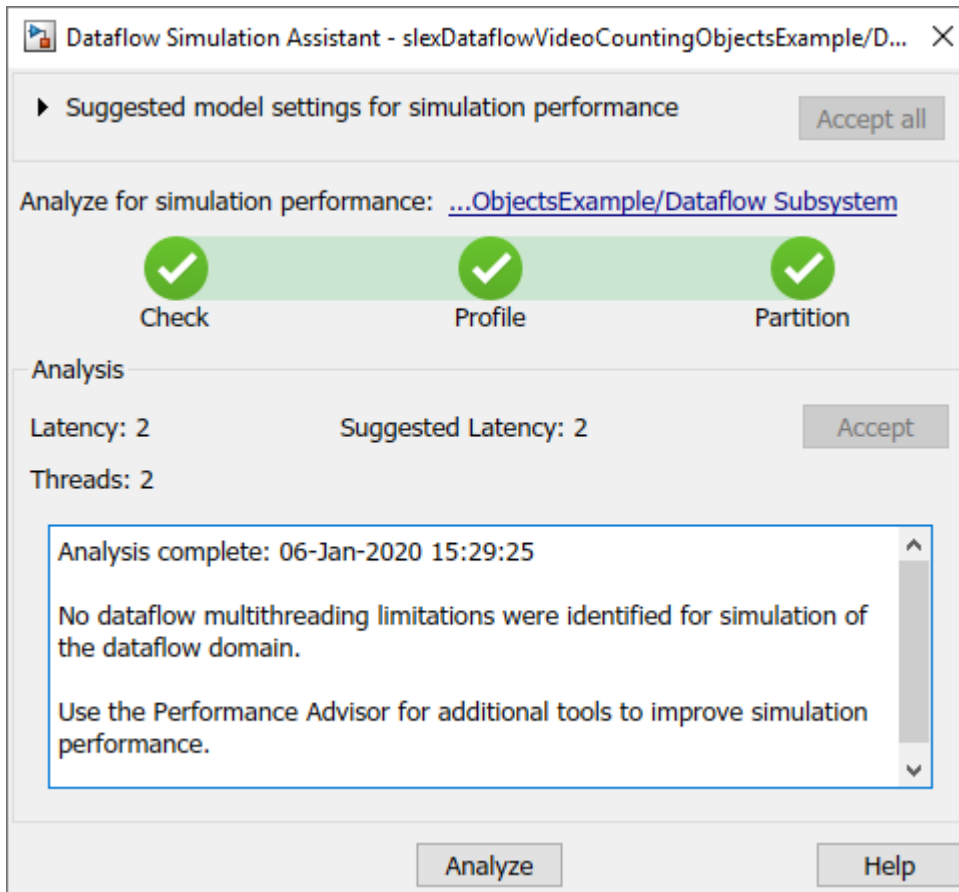 Dataflow Simulation Assistant - slexDataflowVideoCountingObjectsExample/D...
Suggested model settings for simulation performance
Accept all
Analyze for simulation performance: ...ObjectsExample/Dataflow Subsystem
Check Profile Partition
Analysis
Latency: 2 Suggested Latency: 2 Accept
Threads: 2
Analysis complete: 06-Jan-2020 15:29:25
No dataflow multithreading limitations were identified for simulation of
the dataflow domain.
Use the Performance Advisor for additional tools to improve simulation
performance.
Analyze Help